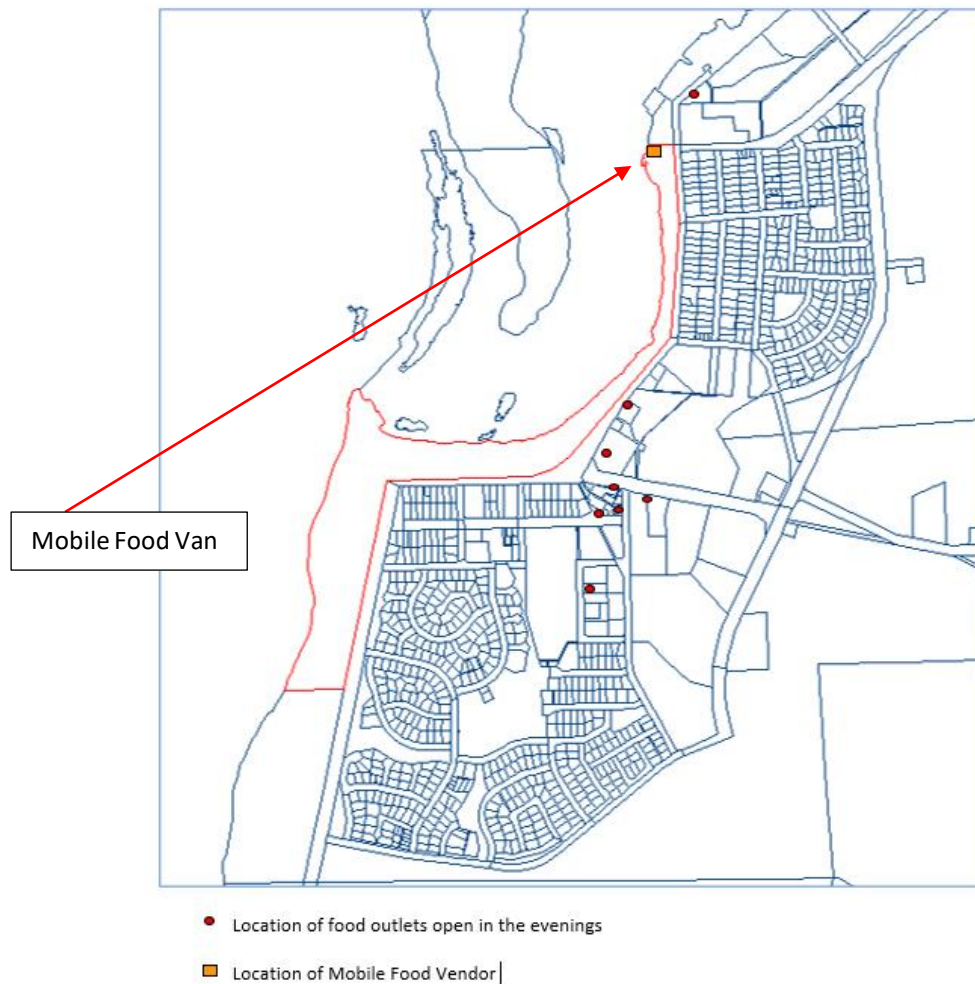 Mobile Food Van
Location of food outlets open in the evenings
Location of Mobile Food Vendor